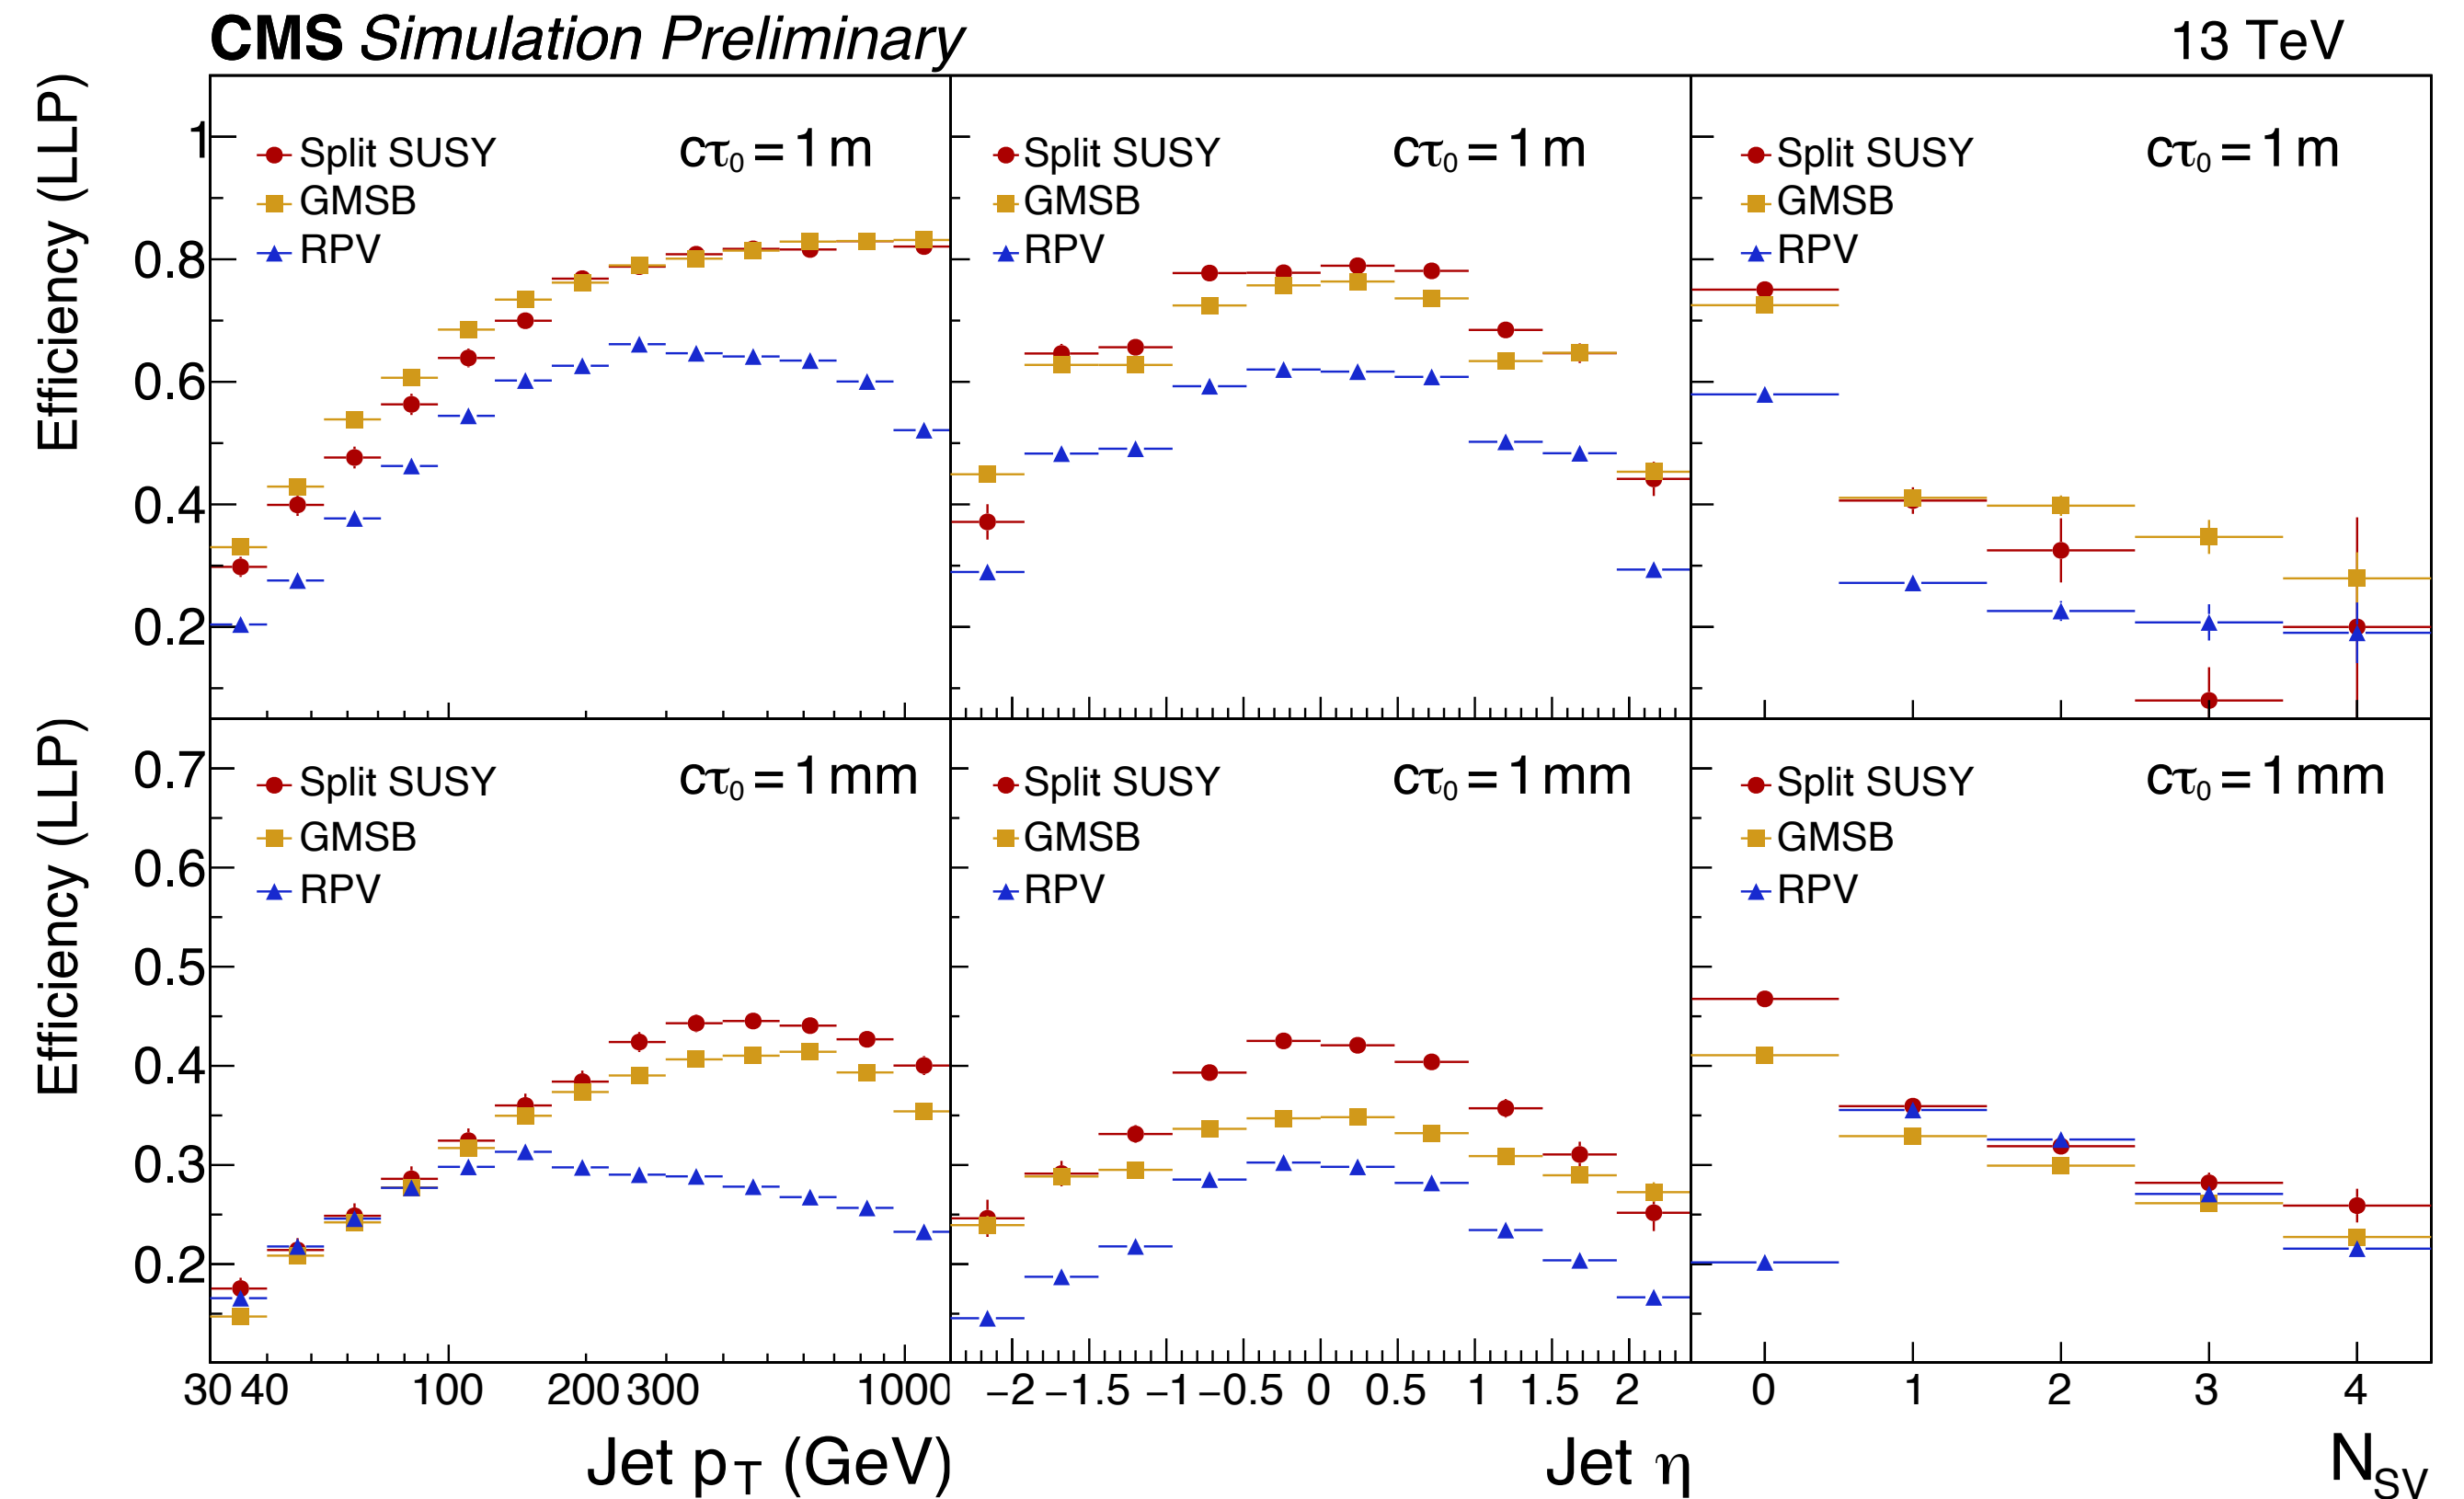 CMS Simulation Preliminary 13 TeV
Efficiency (LLP)
1
0.8
0.6
0.4
0.2
Split SUSY
GMSB
RPV
cτ0 = 1 m
Split SUSY
GMSB
RPV
cτ0 = 1 m
Split SUSY
GMSB
RPV
cτ0 = 1 m
Efficiency (LLP)
0.7
0.6
0.5
0.4
0.3
0.2
Split SUSY
GMSB
RPV
cτ0 = 1 mm
Split SUSY
GMSB
RPV
cτ0 = 1 mm
Split SUSY
GMSB
RPV
cτ0 = 1 mm
30 40 100 200 300 1000
−2 −1.5 −1 −0.5 0 0.5 1 1.5 2
0 1 2 3 4
Jet pT (GeV)
Jet η
NSV